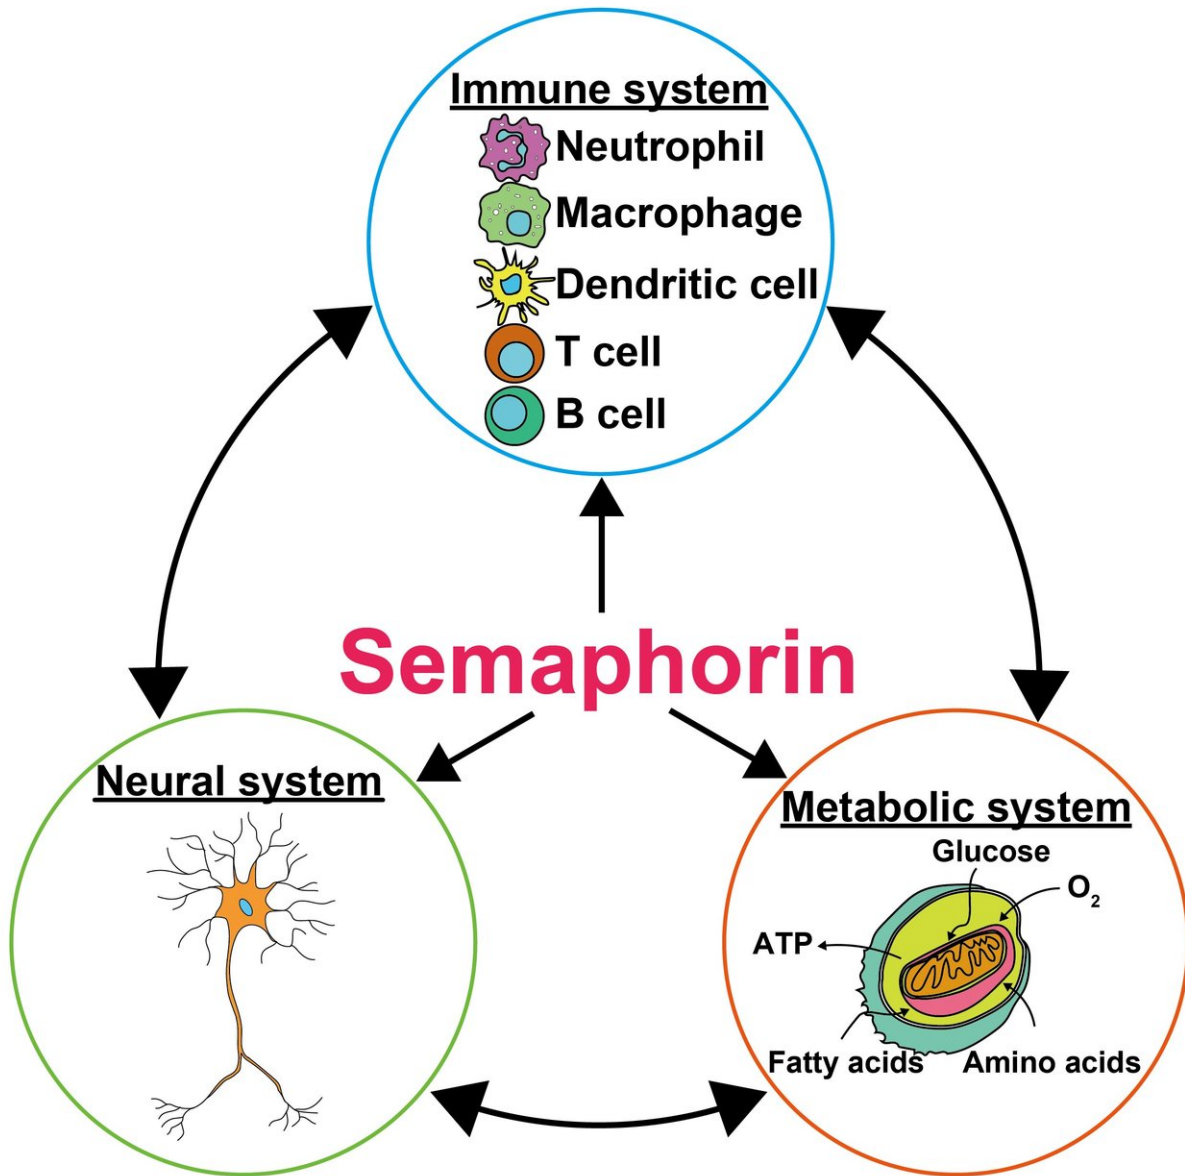 Immune system
Neutrophil
Macrophage
Dendritic cell
T cell
B cell
Semaphorin
Neural system
Metabolic system
Glucose
O₂
ATP
Fatty acids
Amino acids